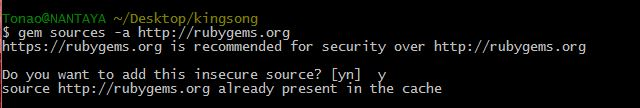 Tonao@NANTAYA ~/Desktop/kingsong
$ gem sources -a http://rubygems.org
https://rubygems.org is recommended for security over http://rubygems.org
Do you want to add this insecure source? [yn]  y
source http://rubygems.org already present in the cache